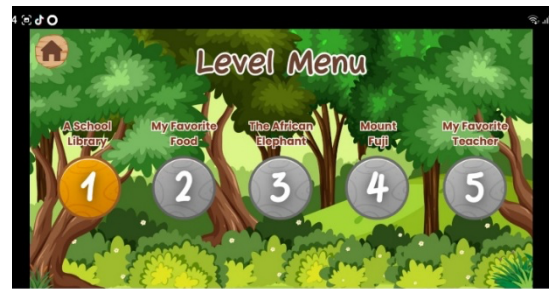 4
Level Menu
A School
Library
My Favorite
Food
The African
Elephant
Mount
Fuji
My Favorite
Teacher
1
2
3
4
5